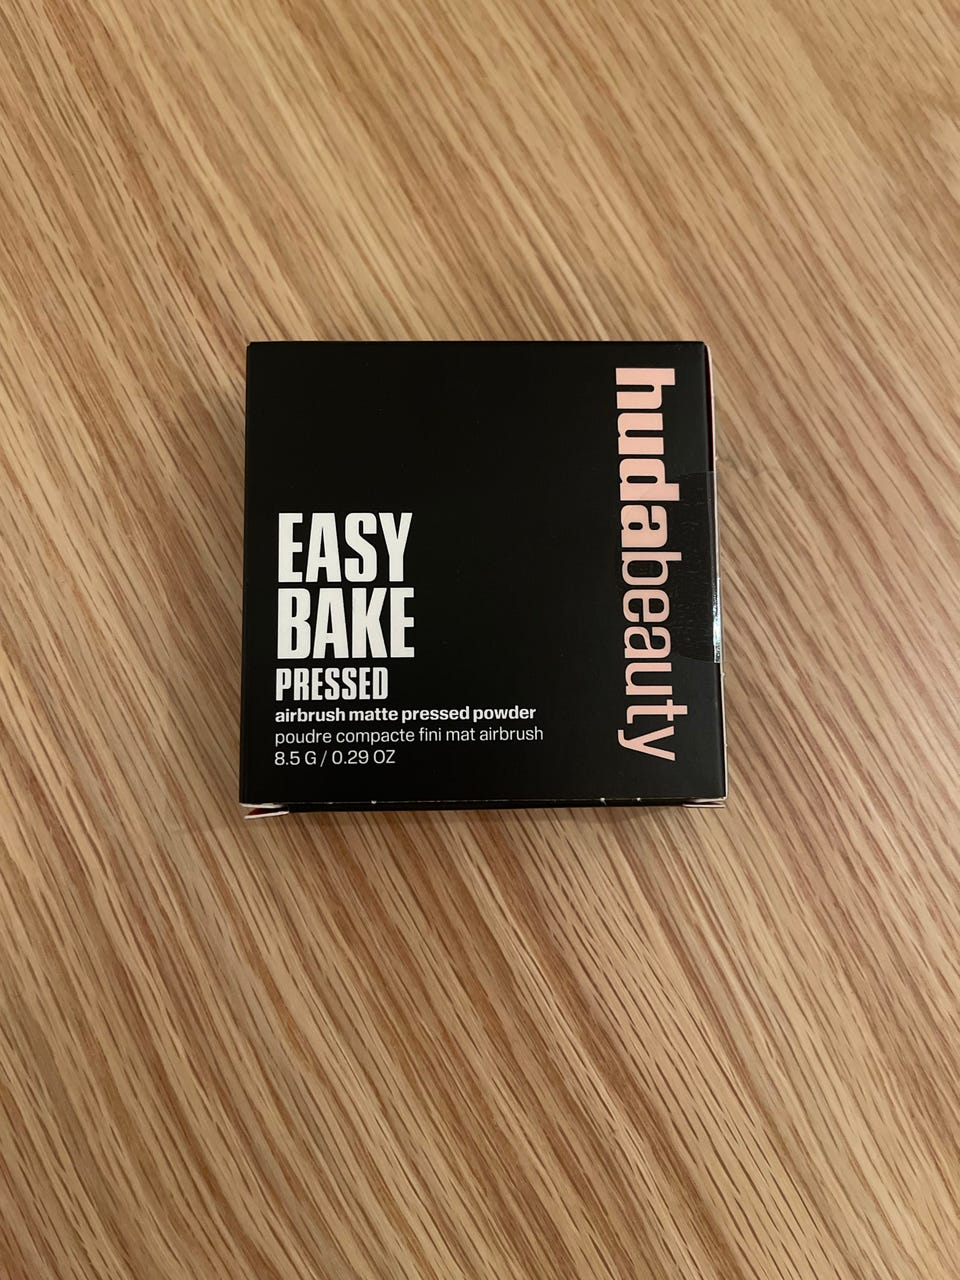 EASY
BAKE
PRESSED
airbrush matte pressed powder
poudre compacte fini mat airbrush
8.5 G / 0.29 OZ
hudabeauty